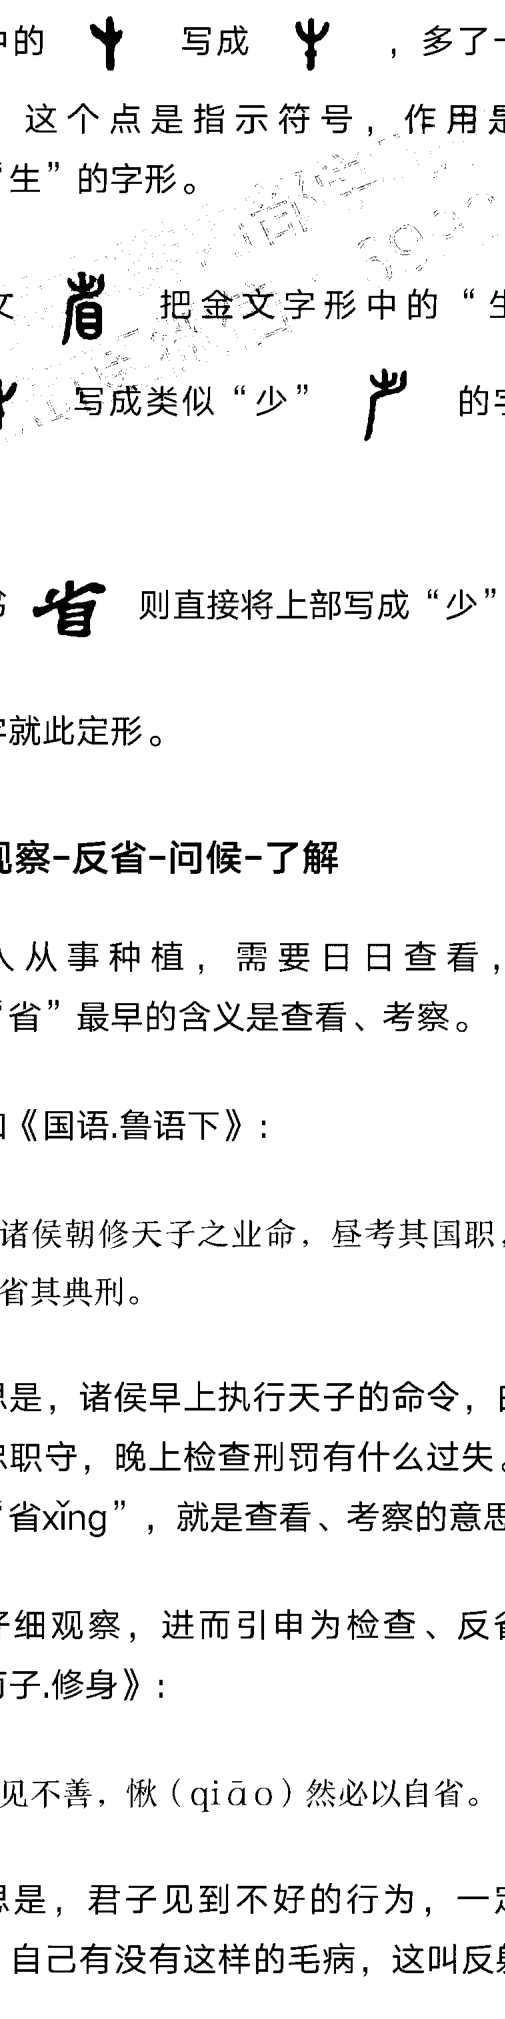 的 写成 ，多了
这个点是指示符号，作用是
“生”的字形。
文 把金文字形中的“生
写成类似“少” 的字
省 则直接将上部写成“少”
字就此定形。
观察-反省-问候-了解
人从事种植，需要日日查看，
“省”最早的含义是查看、考察。
《国语.鲁语下》：
诸侯朝修天子之业命，昼考其国职，
省其典刑。
思是，诸侯早上执行天子的命令，
职守，晚上检查刑罚有什么过失。
“省xǐng”，就是查看、考察的意思
仔细观察，进而引申为检查、反省
荀子.修身》：
见不善，愀（qiāo）然必以自省。
思是，君子见到不好的行为，一定
自己有没有这样的毛病，这叫反躬